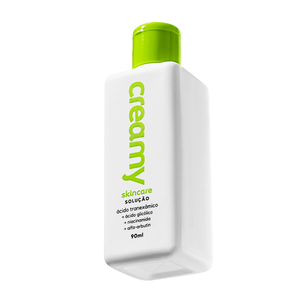 creamy
skincare
SOLUÇÃO
ácido tranexâmico
+ ácido glicólico
+ niacinamida
+ alfa-arbutin
90ml